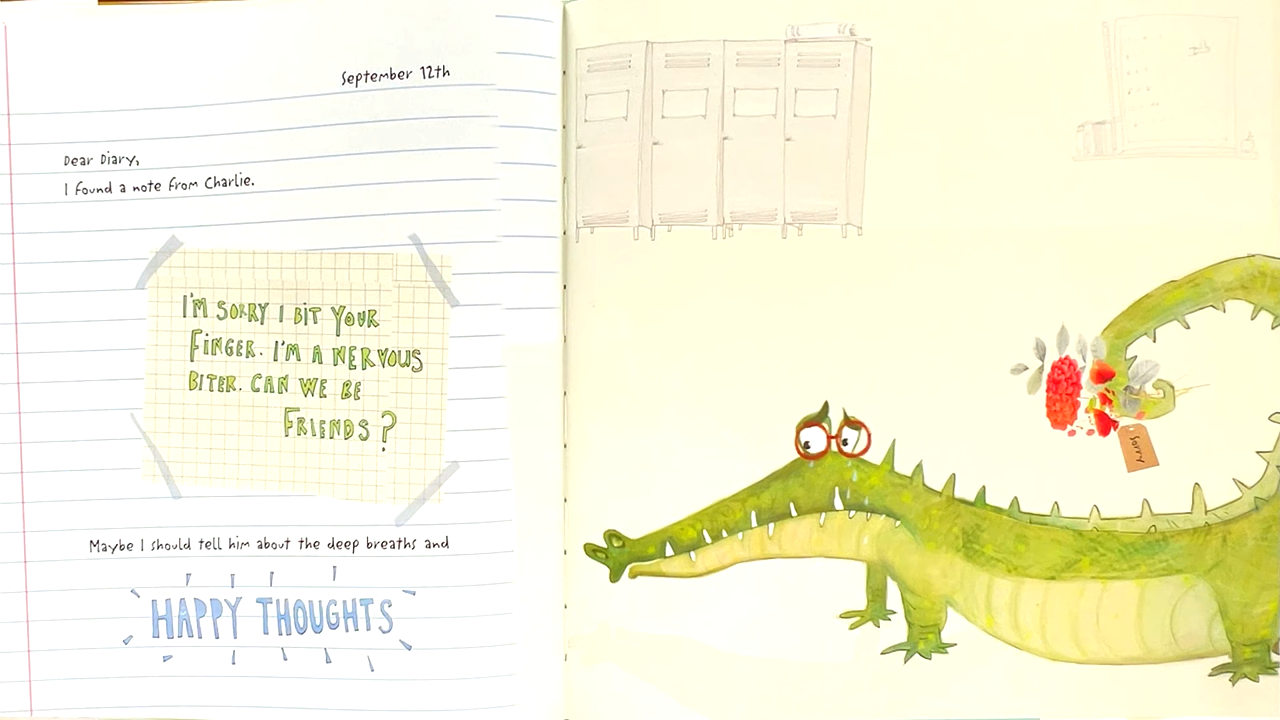 September 12th
Dear Diary,
I found a note from Charlie.
I'M SORRY I BIT YOUR
FINGER. I'M A NERVOUS
BITER. CAN WE BE
FRIENDS?
Maybe I should tell him about the deep breaths and
HAPPY THOUGHTS
sorry